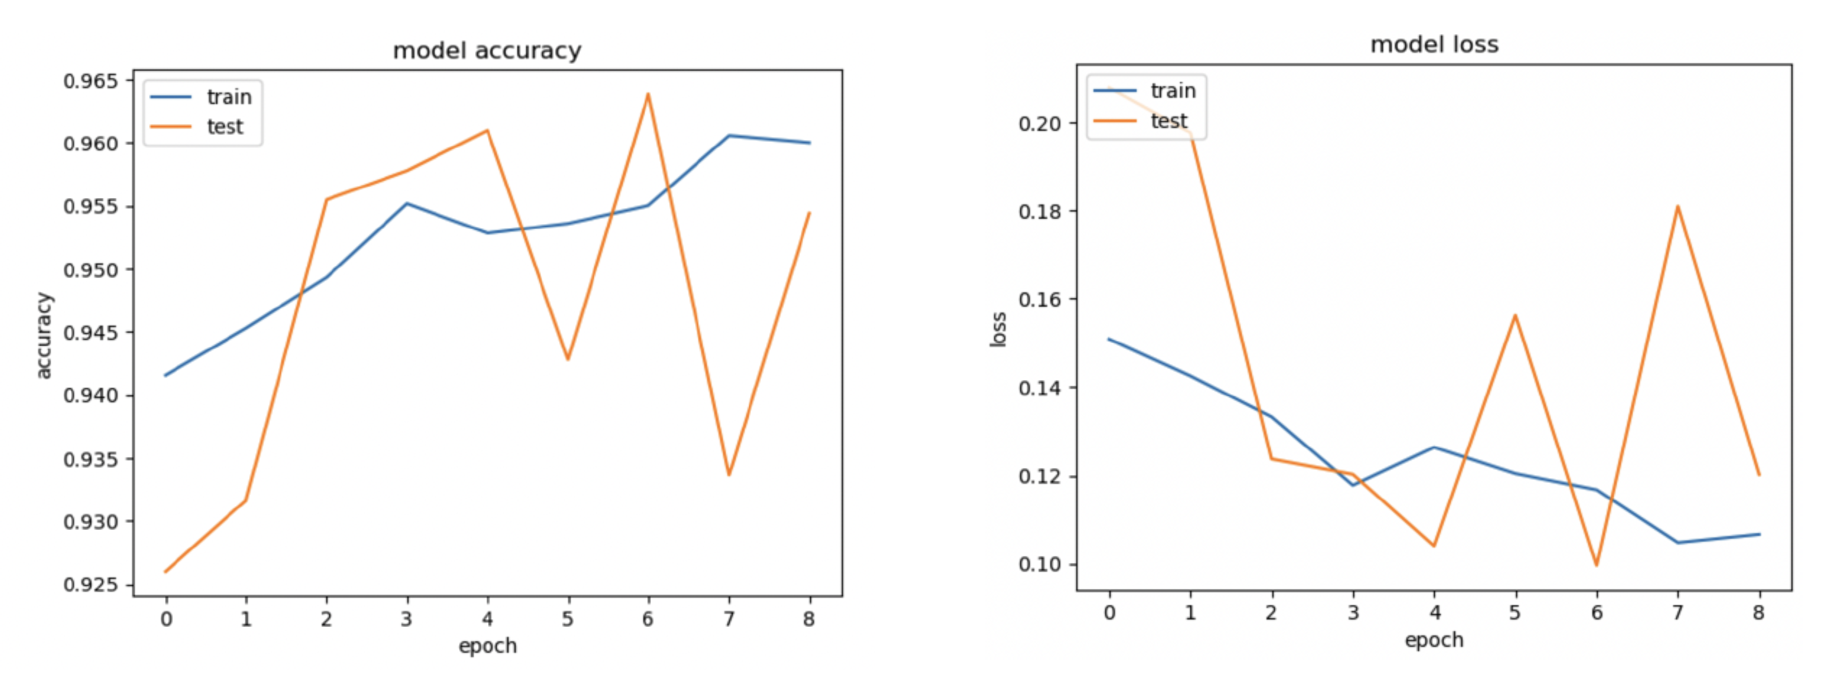 model accuracy
0.965
0.960
0.955
0.950
0.945
0.940
0.935
0.930
0.925
accuracy
train
test
0 1 2 3 4 5 6 7 8
epoch
model loss
0.20
0.18
0.16
0.14
0.12
0.10
loss
train
test
0 1 2 3 4 5 6 7 8
epoch